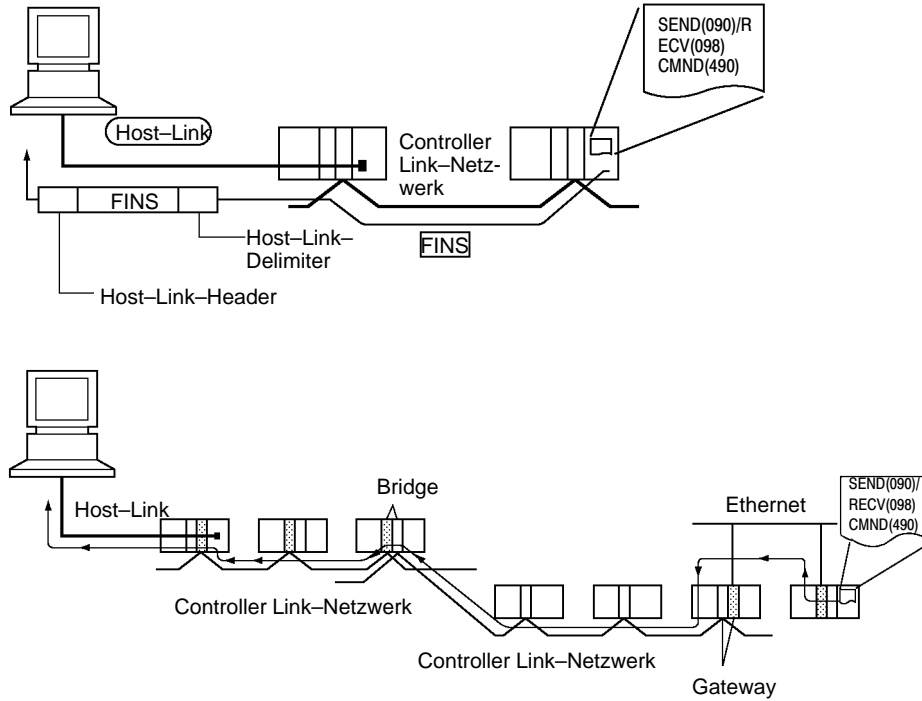 SEND(090)/R
ECV(098)
CMND(490)
Host–Link
Controller
Link–Netz-
werk
FINS
FINS
Host–Link–
Delimiter
Host–Link–Header
SEND(090)/
RECV(098)
CMND(490)
Bridge
Ethernet
Host–Link
Controller Link–Netzwerk
Controller Link–Netzwerk
Gateway